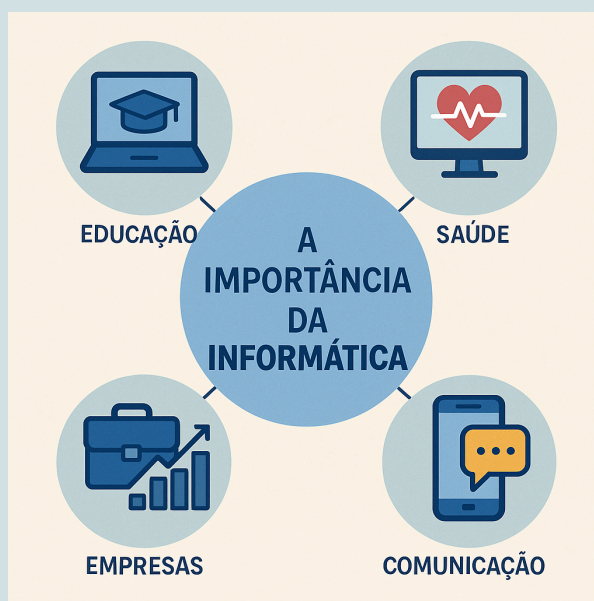 EDUCAÇÃO
SAÚDE
A
IMPORTÂNCIA
DA
INFORMÁTICA
EMPRESAS
COMUNICAÇÃO